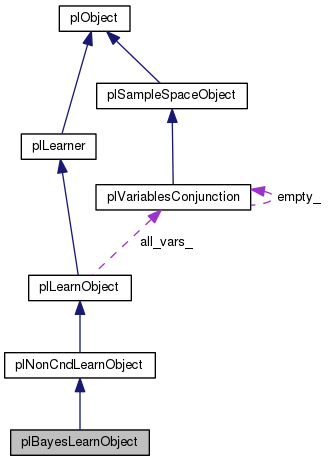 plObject
plSampleSpaceObject
plLearner
plVariablesConjunction
empty_
all_vars_
plLearnObject
plNonCndLearnObject
plBayesLearnObject